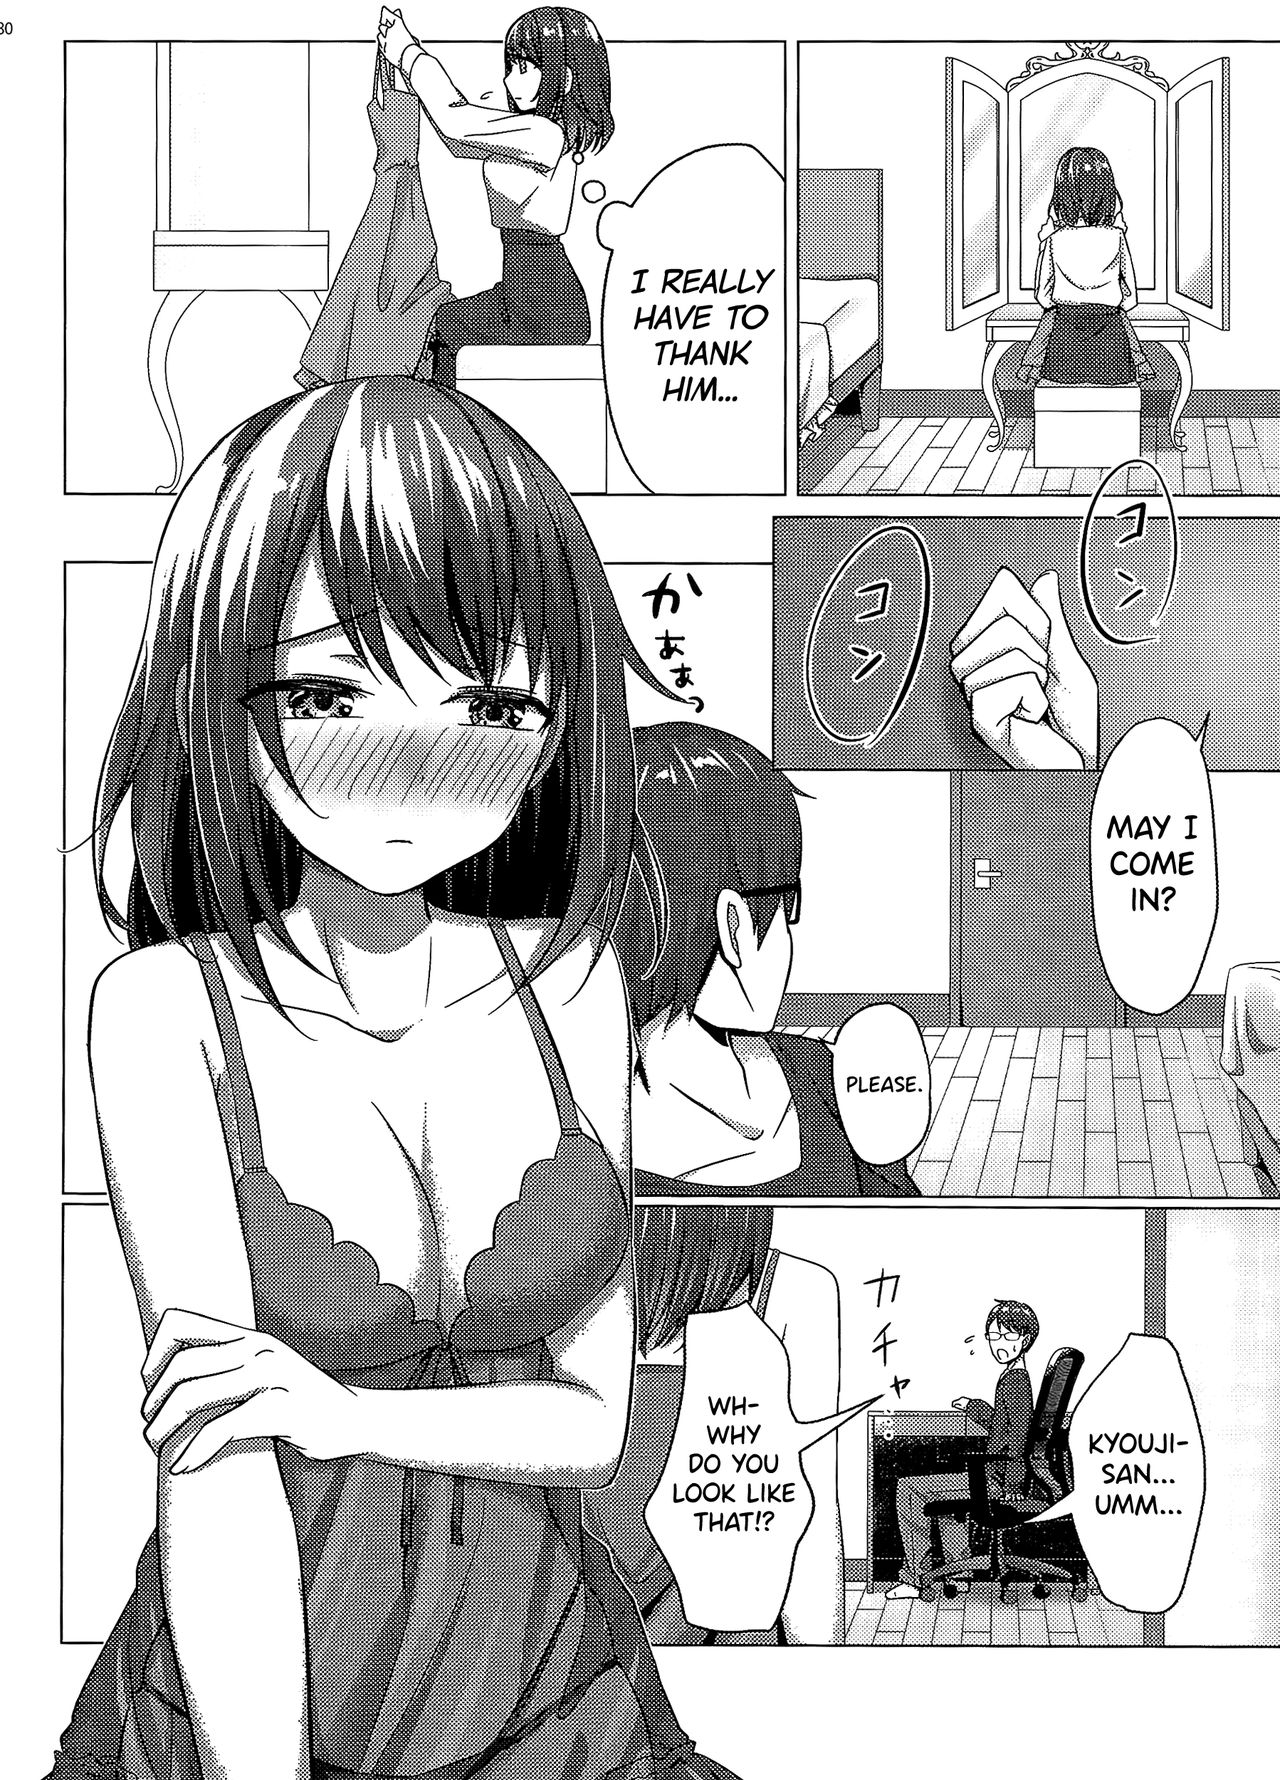 30
I REALLY
HAVE TO
THANK
HIM...
コン
コン
MAY I
COME
IN?
PLEASE.
かぁぁっ
カチャ
KYOUJI-
SAN...
UMM...
WH-
WHY
DO YOU
LOOK LIKE
THAT!?